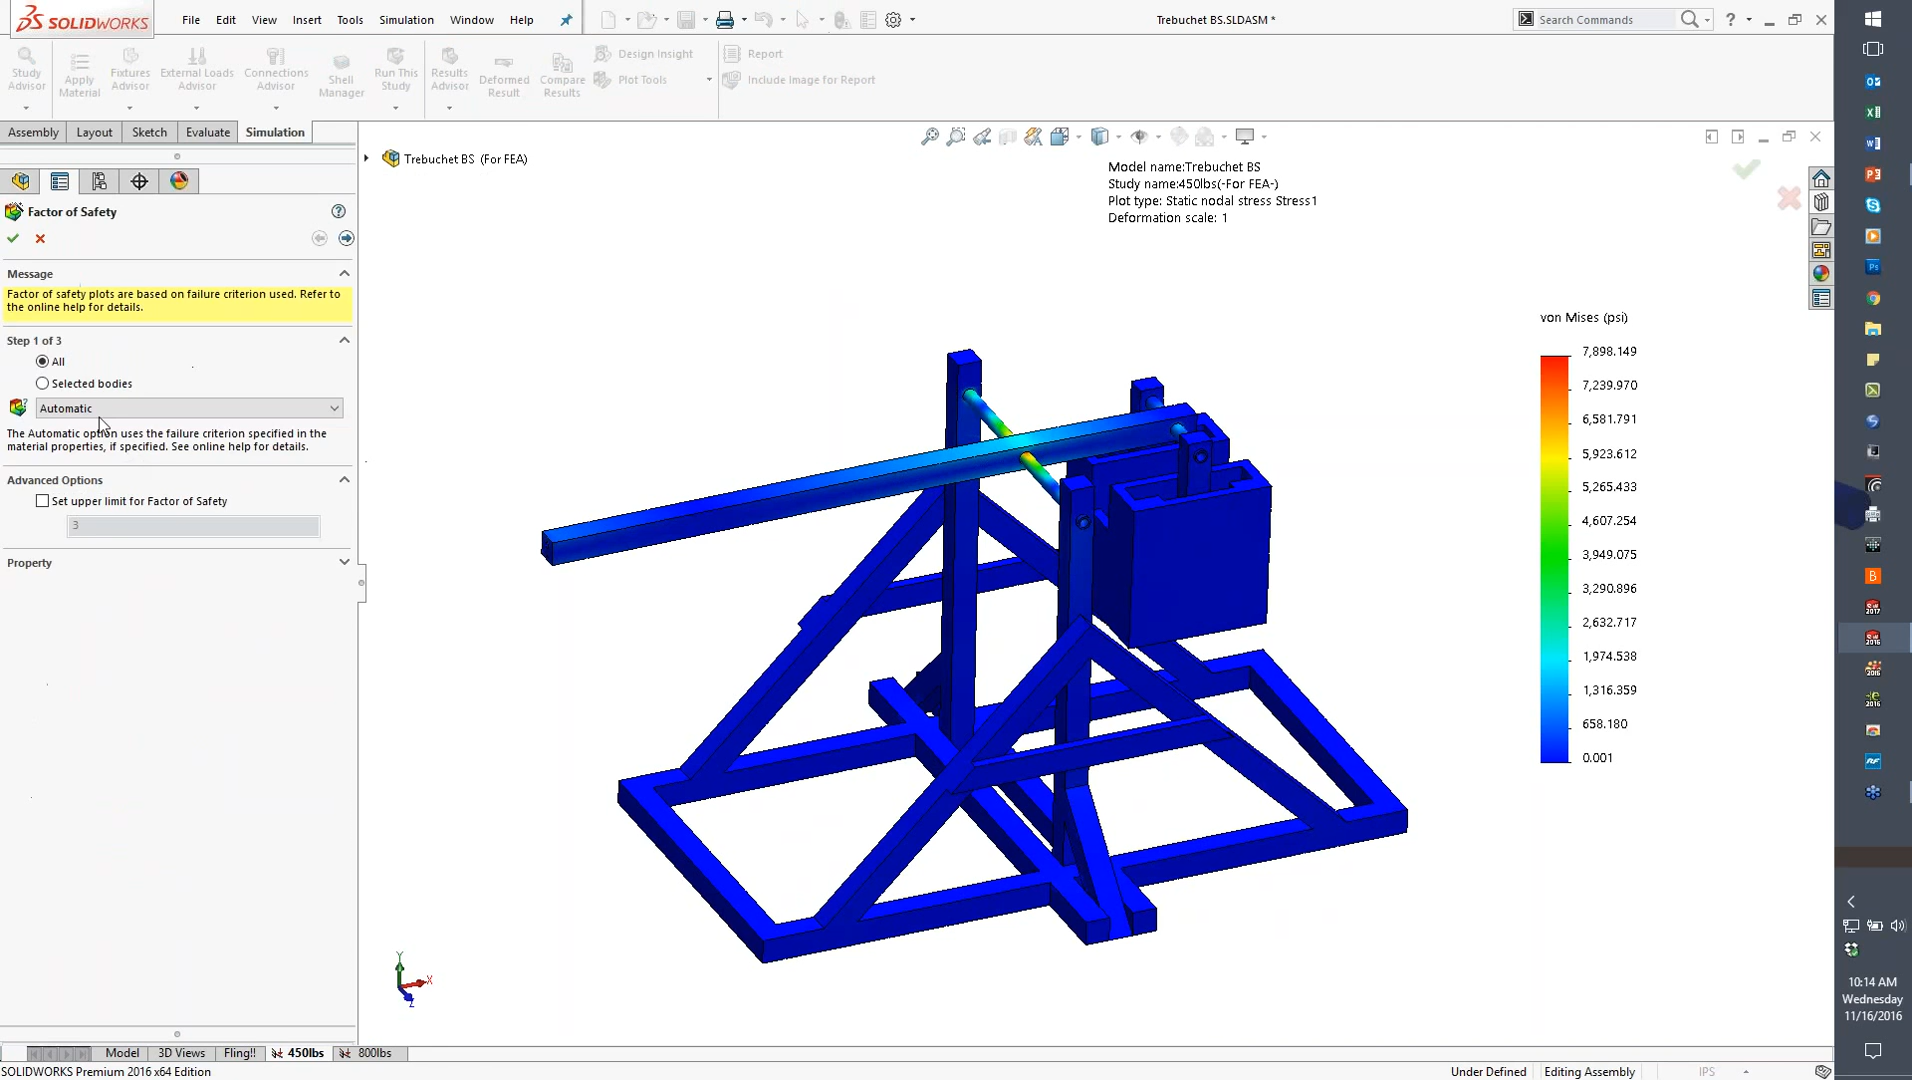 SOLIDWORKS
File Edit View Insert Tools Simulation Window Help
Trebuchet BS.SLDASM *
Search Commands
Study Advisor
Apply Material
Fixtures Advisor
External Loads Advisor
Connections Advisor
Shell Manager
Run This Study
Results Advisor
Deformed Result
Compare Results
Design Insight
Plot Tools
Report
Include Image for Report
Assembly Layout Sketch Evaluate Simulation
Trebuchet BS (For FEA)
Factor of Safety
Message
Factor of safety plots are based on failure criterion used. Refer to
the online help for details.
Step 1 of 3
All
Selected bodies
Automatic
The Automatic option uses the failure criterion specified in the
material properties, if specified. See online help for details.
Advanced Options
Set upper limit for Factor of Safety
3
Property
Model name:Trebuchet BS
Study name:450lbs(-For FEA-)
Plot type: Static nodal stress Stress1
Deformation scale: 1
von Mises (psi)
7,898.149
7,239.970
6,581.791
5,923.612
5,265.433
4,607.254
3,949.075
3,290.896
2,632.717
1,974.538
1,316.359
658.180
0.001
Y
X
Z
Model 3D Views Fling!! 450lbs 800lbs
SOLIDWORKS Premium 2016 x64 Edition
Under Defined Editing Assembly IPS
10:14 AM
Wednesday
11/16/2016